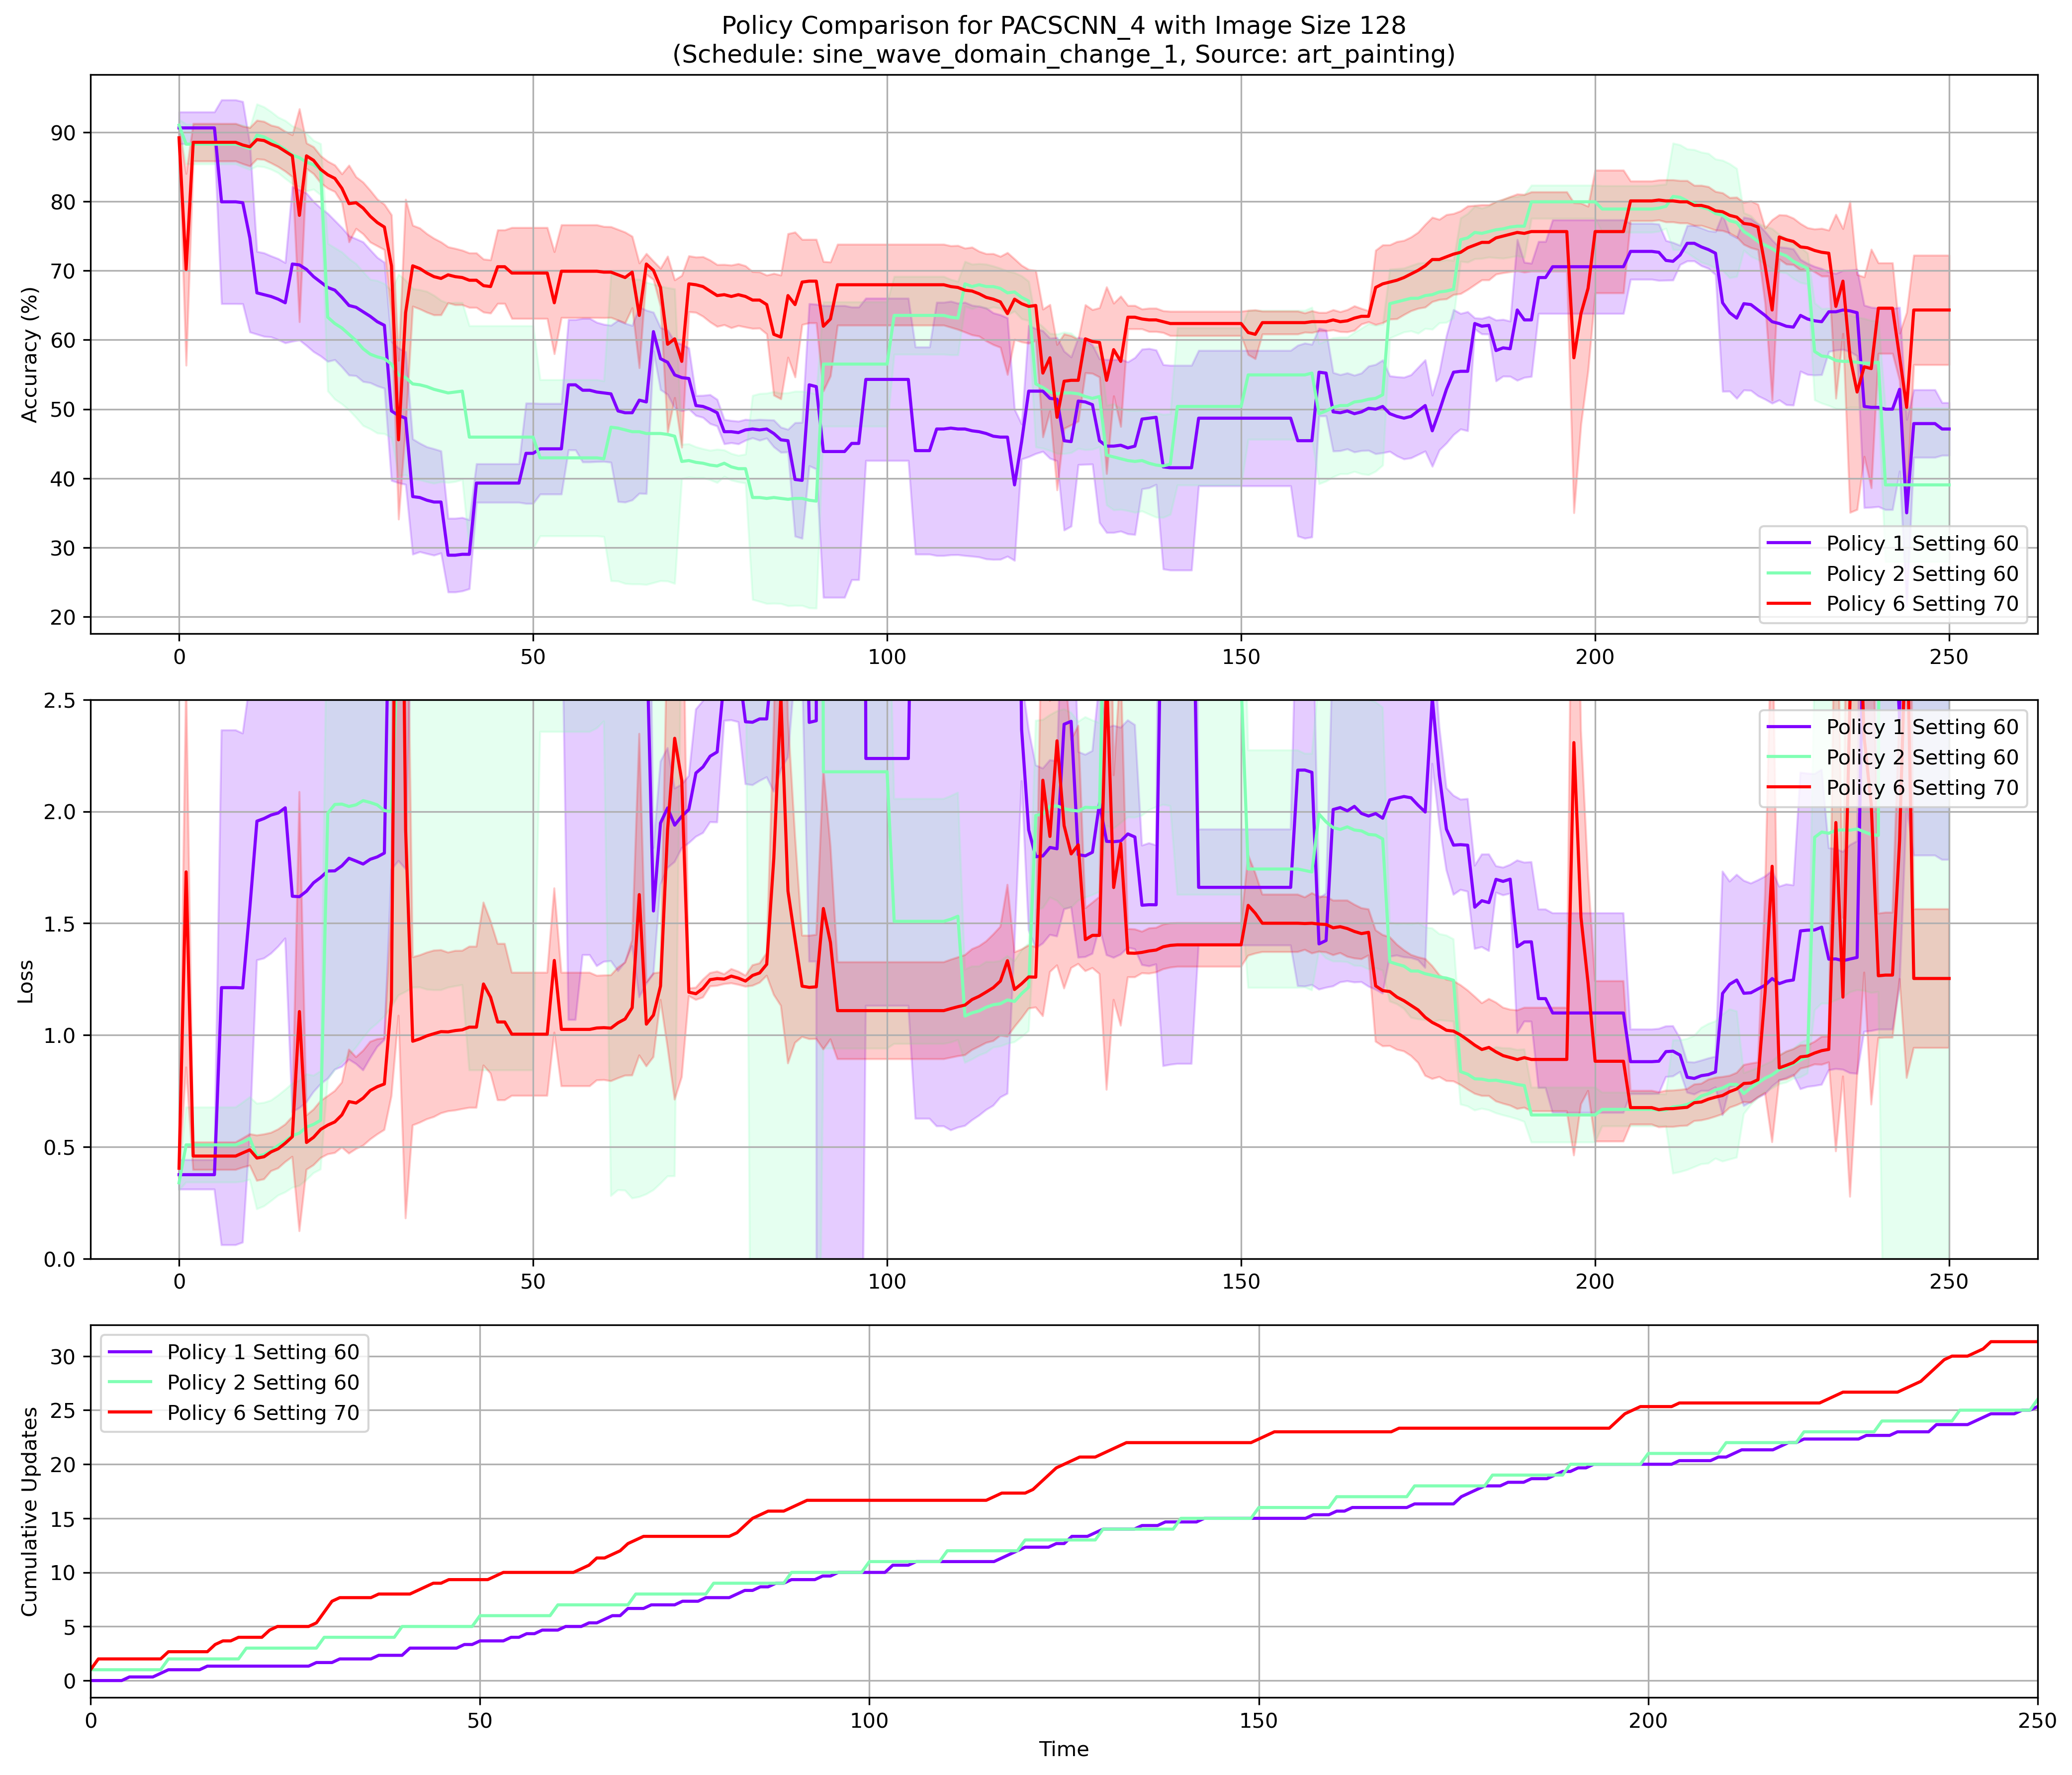 Policy Comparison for PACSCNN_4 with Image Size 128
(Schedule: sine_wave_domain_change_1, Source: art_painting)
Accuracy (%)
90
80
70
60
50
40
30
20
0 50 100 150 200 250
Policy 1 Setting 60
Policy 2 Setting 60
Policy 6 Setting 70
Loss
2.5
2.0
1.5
1.0
0.5
0.0
0 50 100 150 200 250
Policy 1 Setting 60
Policy 2 Setting 60
Policy 6 Setting 70
Cumulative Updates
30
25
20
15
10
5
0
0 50 100 150 200 250
Policy 1 Setting 60
Policy 2 Setting 60
Policy 6 Setting 70
Time